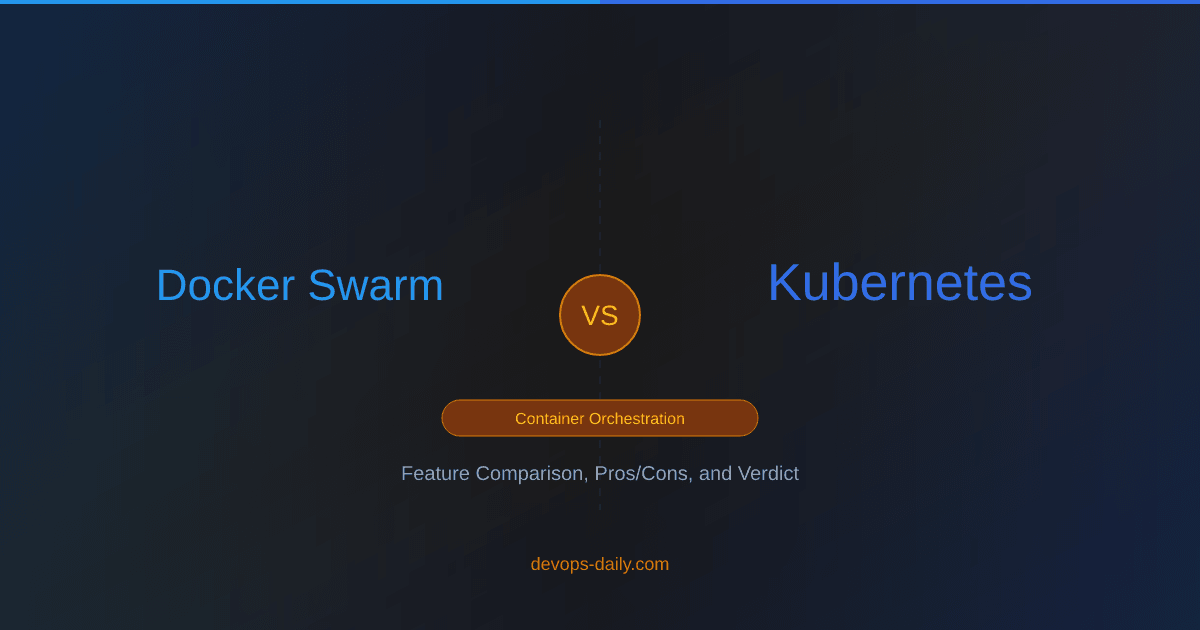 Docker Swarm
VS
Kubernetes
Container Orchestration
Feature Comparison, Pros/Cons, and Verdict
devops-daily.com